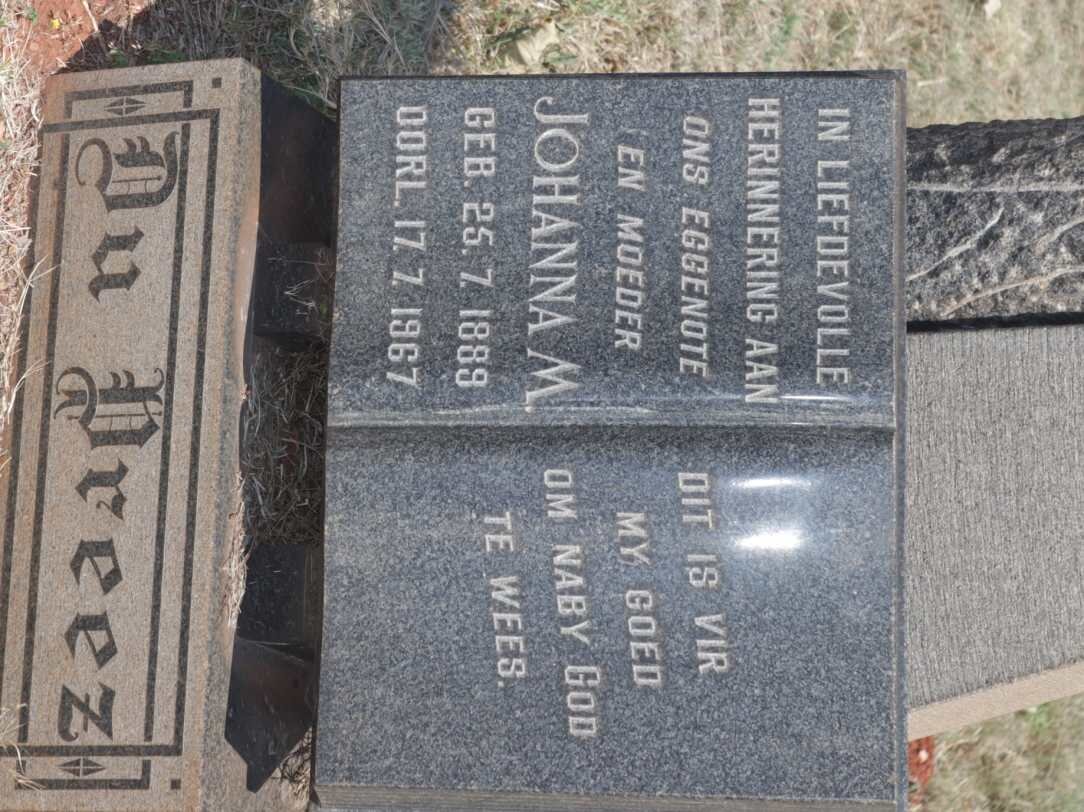 IN LIEFDEVOLLE
HERINNERING AAN
ONS EGGENOTE
EN MOEDER
JOHANNA M.
GEB. 25. 7. 1889
OORL. 17. 7. 1967
DIT IS VIR
MY GOED
OM NABY GOD
TE WEES.
Du Preez